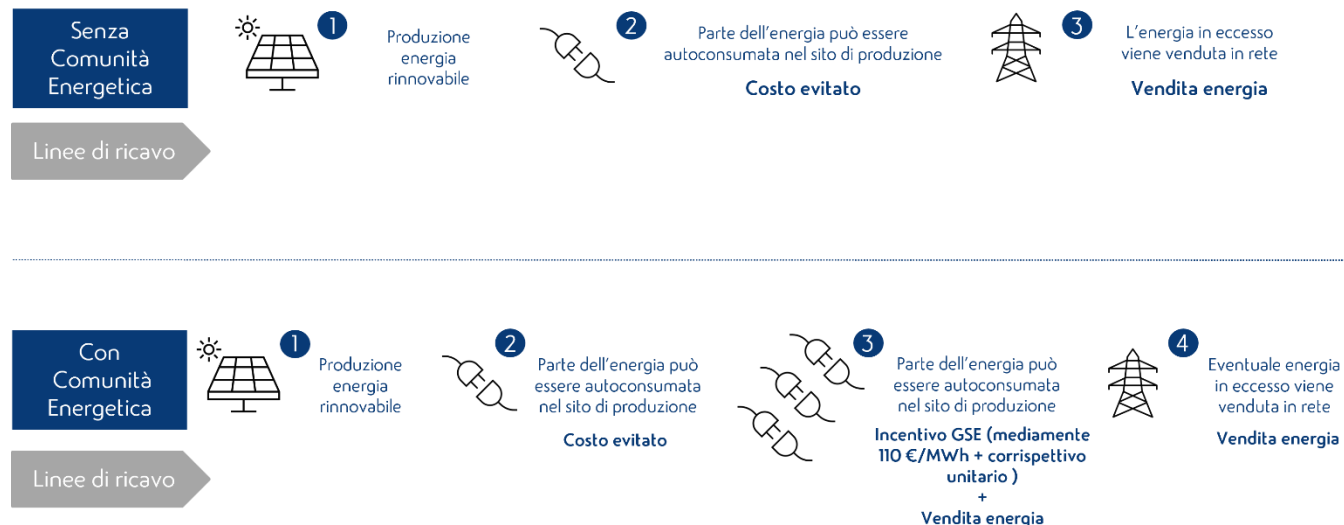 Senza
Comunità
Energetica
1
Produzione
energia
rinnovabile
2
Parte dell'energia può essere
autoconsumata nel sito di produzione
Costo evitato
3
L'energia in eccesso
viene venduta in rete
Vendita energia
Linee di ricavo
Con
Comunità
Energetica
1
Produzione
energia
rinnovabile
2
Parte dell'energia può
essere autoconsumata
nel sito di produzione
Costo evitato
3
Parte dell'energia può
essere autoconsumata
nel sito di produzione
Incentivo GSE (mediamente
110 €/MWh + corrispettivo
unitario )
+
Vendita energia
4
Eventuale energia
in eccesso viene
venduta in rete
Vendita energia
Linee di ricavo